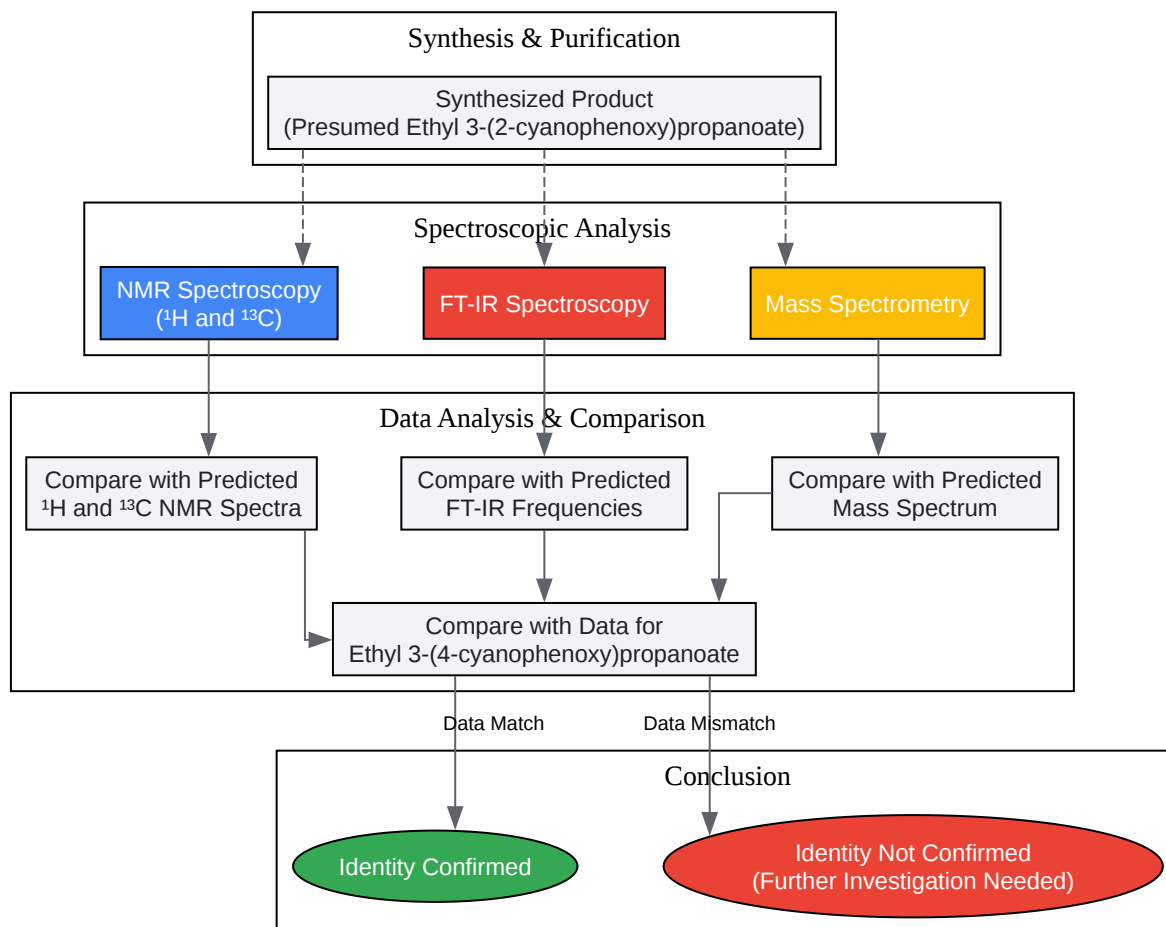 Synthesis & Purification
Synthesized Product
(Presumed Ethyl 3-(2-cyanophenoxy)propanoate)
Spectroscopic Analysis
NMR Spectroscopy
(¹H and ¹³C)
FT-IR Spectroscopy
Mass Spectrometry
Data Analysis & Comparison
Compare with Predicted
¹H and ¹³C NMR Spectra
Compare with Predicted
FT-IR Frequencies
Compare with Predicted
Mass Spectrum
Compare with Data for
Ethyl 3-(4-cyanophenoxy)propanoate
Data Match
Data Mismatch
Conclusion
Identity Confirmed
Identity Not Confirmed
(Further Investigation Needed)